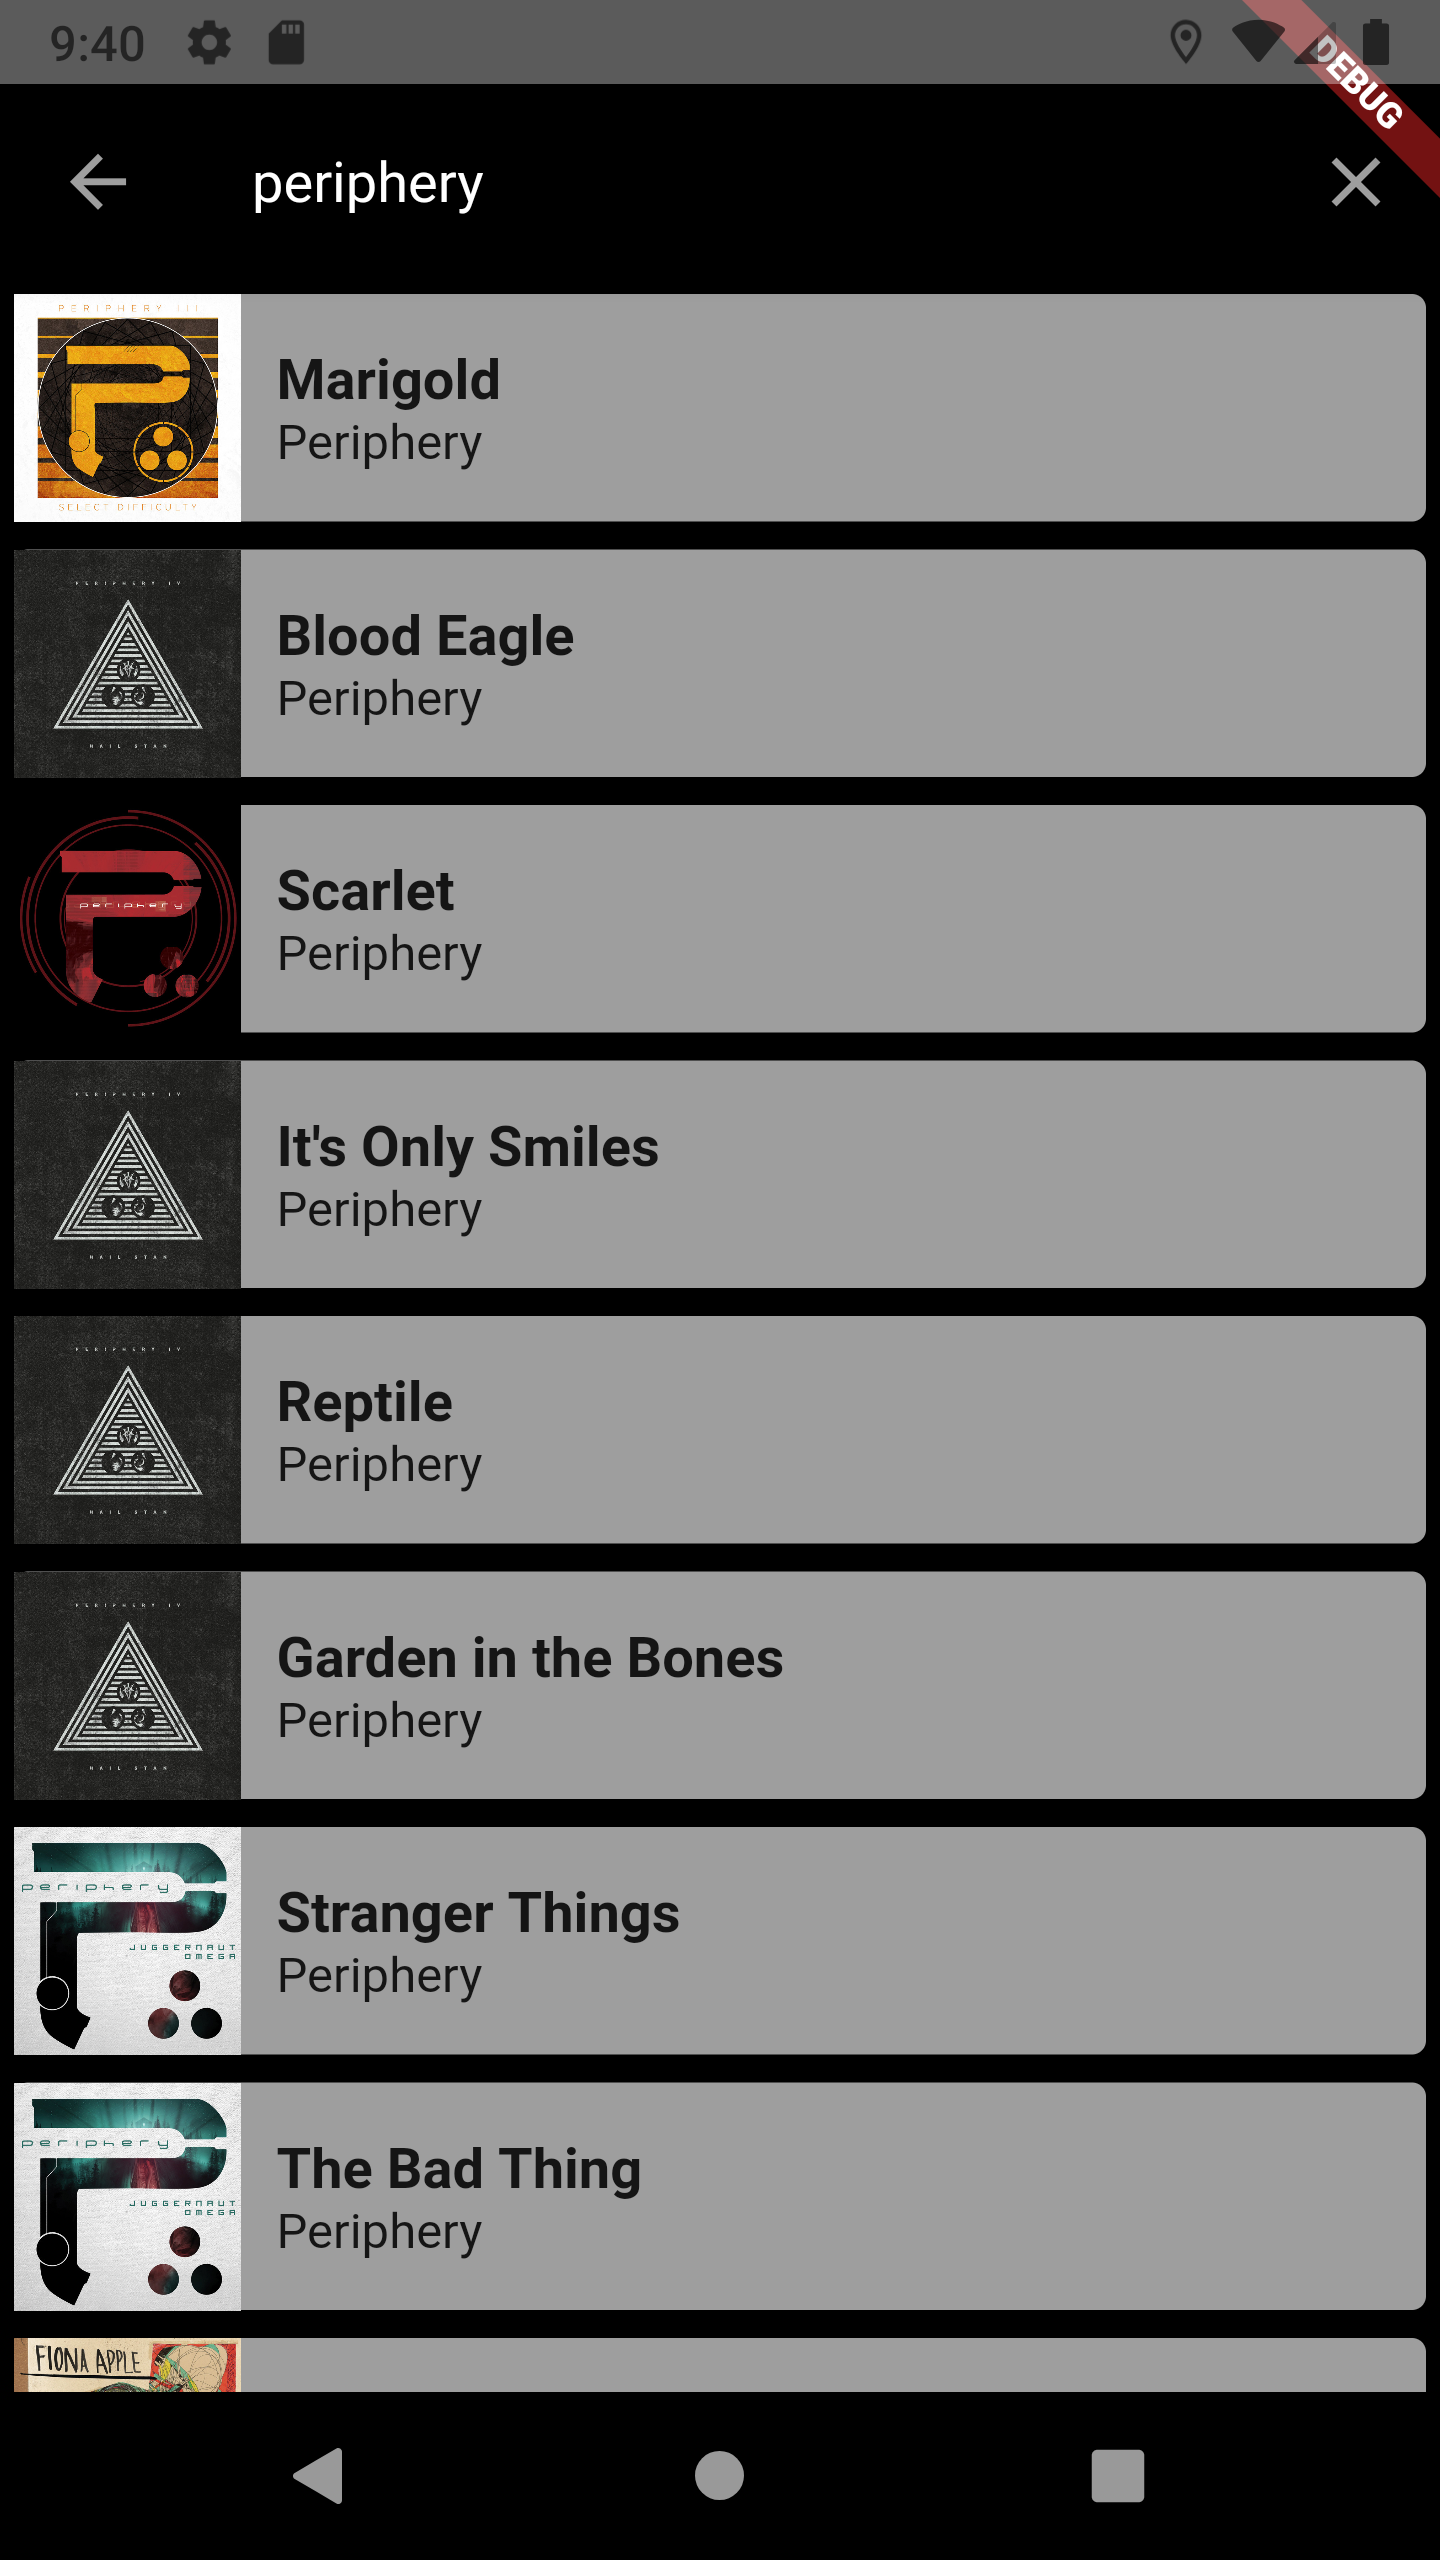 9:40
DEBUG
periphery
PERIPHERY III
SELECT DIFFICULTY
Marigold
Periphery
PERIPHERY IV
HAIL STAN
Blood Eagle
Periphery
periphery
Scarlet
Periphery
PERIPHERY IV
HAIL STAN
It's Only Smiles
Periphery
PERIPHERY IV
HAIL STAN
Reptile
Periphery
PERIPHERY IV
HAIL STAN
Garden in the Bones
Periphery
periphery
JUGGERNAUT
OMEGA
Stranger Things
Periphery
periphery
JUGGERNAUT
OMEGA
The Bad Thing
Periphery
FIONA APPLE